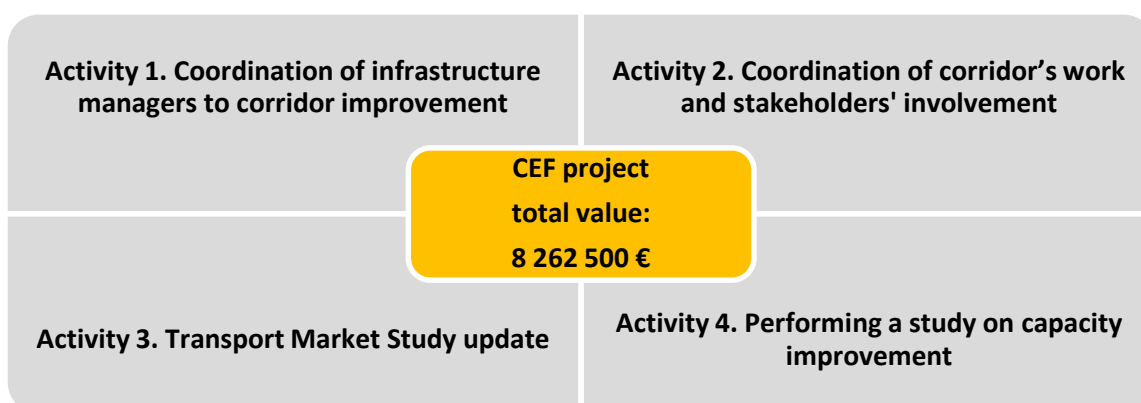 Activity 1. Coordination of infrastructure
managers to corridor improvement
Activity 2. Coordination of corridor’s work
and stakeholders' involvement
CEF project
total value:
8 262 500 €
Activity 3. Transport Market Study update
Activity 4. Performing a study on capacity
improvement